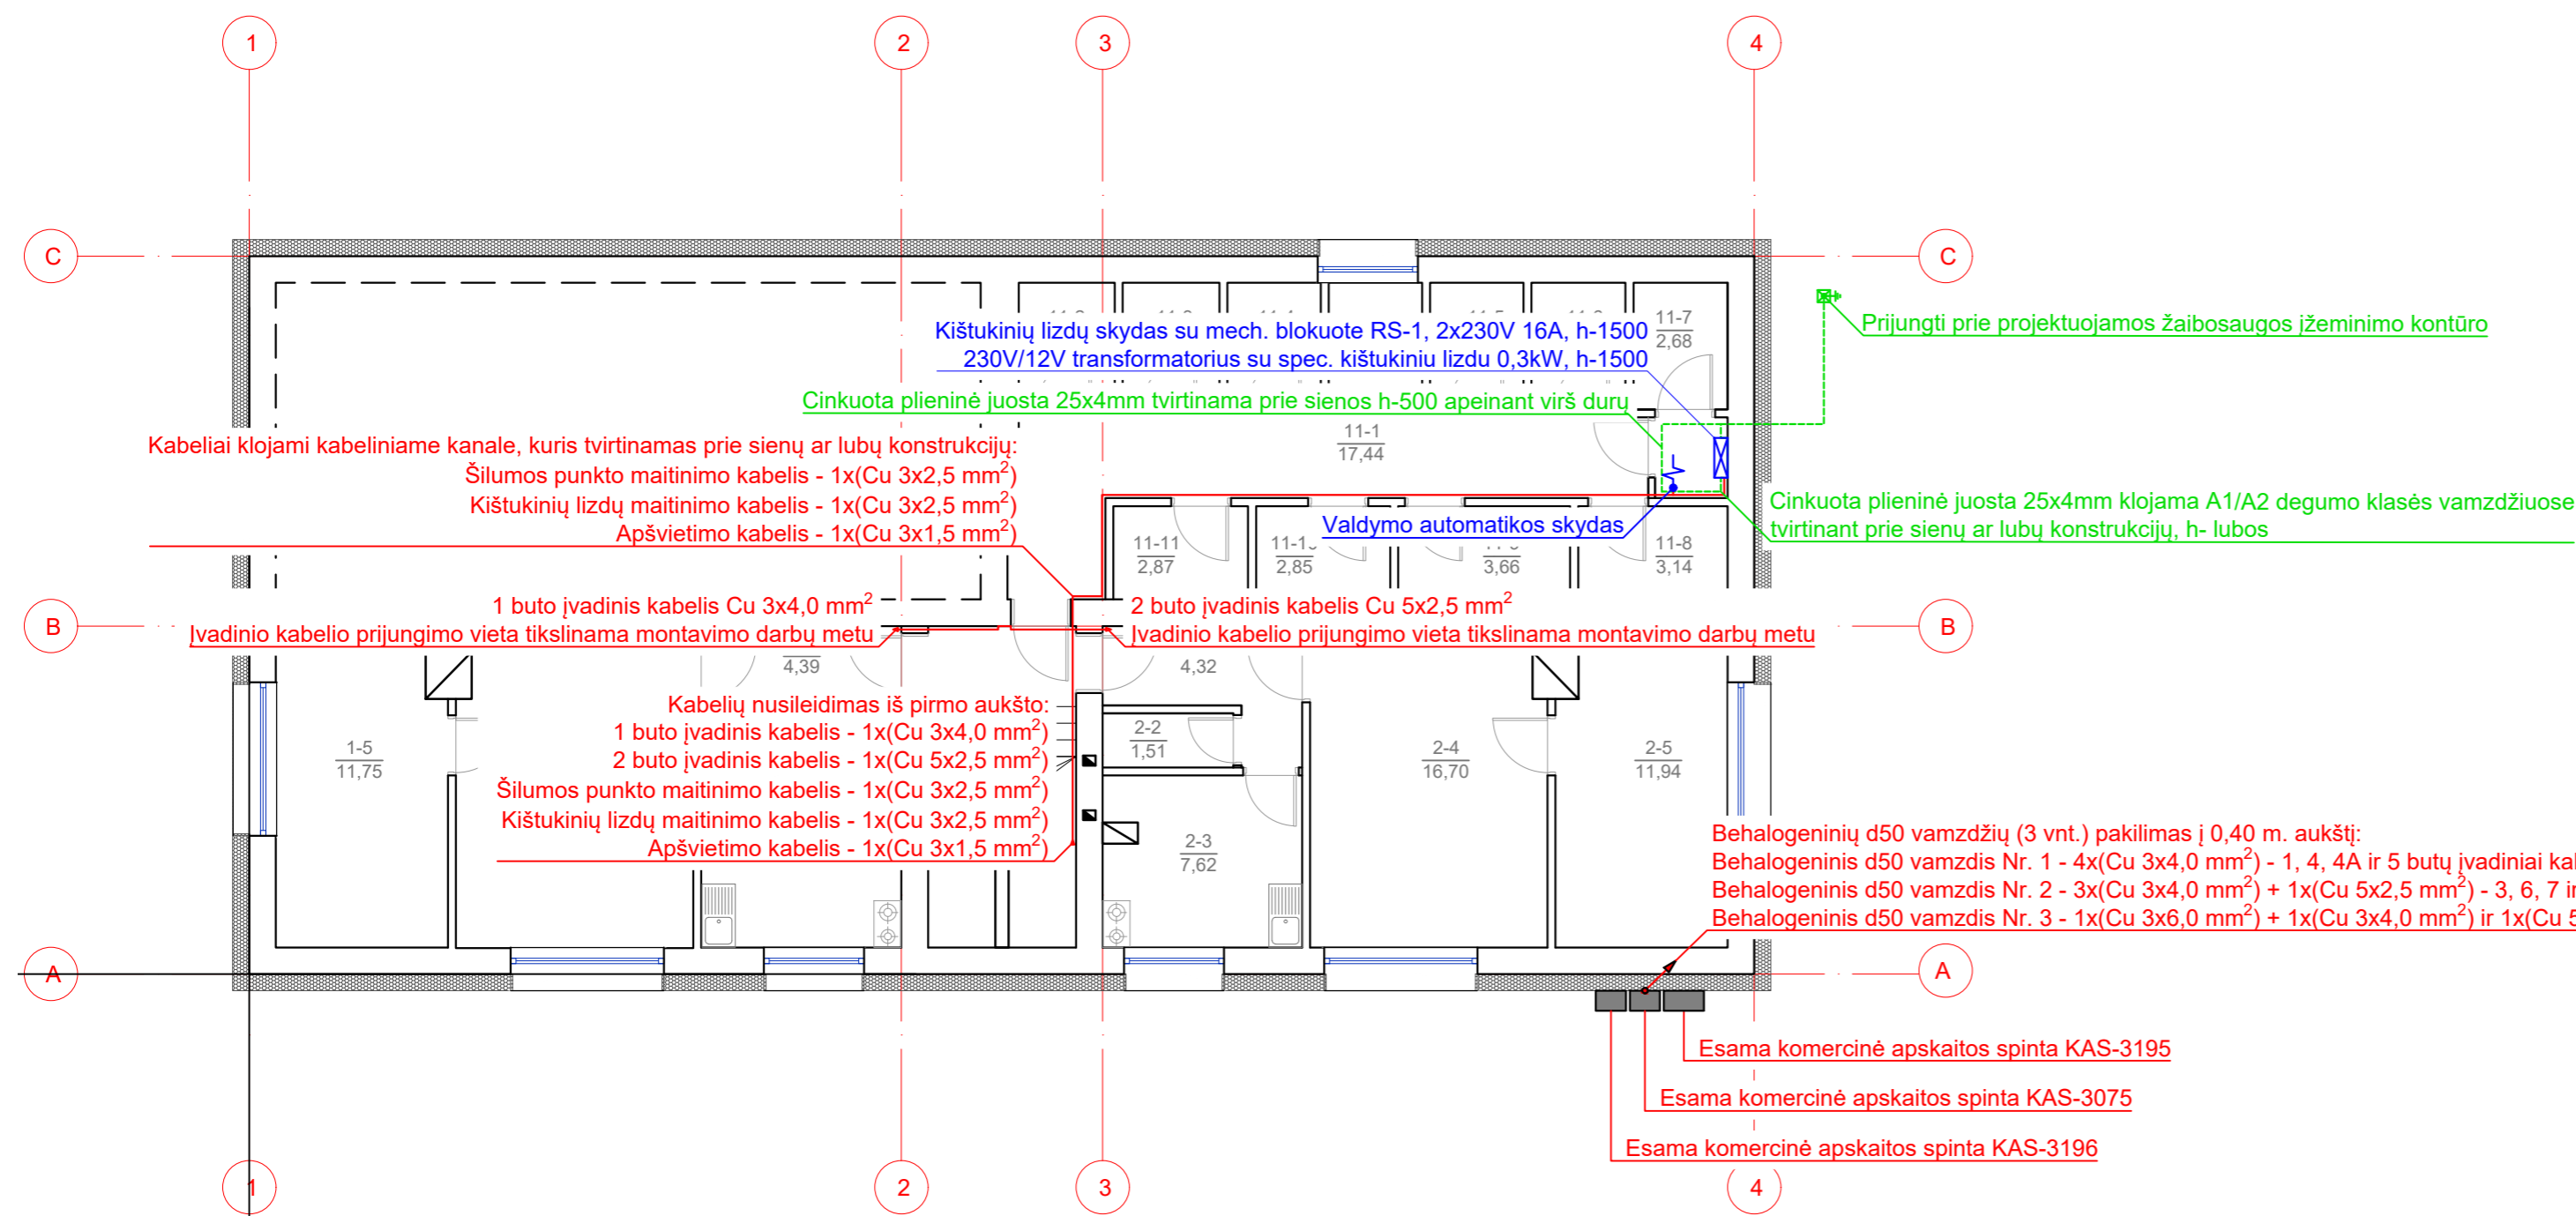 1
2
3
4
C
C
11-7
2,68
Kištukinių lizdų skydas su mech. blokuote RS-1, 2x230V 16A, h-1500
230V/12V transformatorius su spec. kištukiniu lizdu 0,3kW, h-1500
Prijungti prie projektuojamos žaibosaugos įžeminimo kontūro
Cinkuota plieninė juosta 25x4mm tvirtinama prie sienos h-500 apeinant virš durų
11-1
17,44
Kabeliai klojami kabeliniame kanale, kuris tvirtinamas prie sienų ar lubų konstrukcijų:
Šilumos punkto maitinimo kabelis - 1x(Cu 3x2,5 mm²)
Kištukinių lizdų maitinimo kabelis - 1x(Cu 3x2,5 mm²)
Apšvietimo kabelis - 1x(Cu 3x1,5 mm²)
Cinkuota plieninė juosta 25x4mm klojama A1/A2 degumo klasės vamzdžiuose
tvirtinant prie sienų ar lubų konstrukcijų, h- lubos
Valdymo automatikos skydas
11-11
2,87
2,85
3,66
11-8
3,14
1 buto įvadinis kabelis Cu 3x4,0 mm²
Įvadinio kabelio prijungimo vieta tikslinama montavimo darbų metu
2 buto įvadinis kabelis Cu 5x2,5 mm²
Įvadinio kabelio prijungimo vieta tikslinama montavimo darbų metu
B
B
4,39
4,32
Kabelių nusileidimas iš pirmo aukšto:
1 buto įvadinis kabelis - 1x(Cu 3x4,0 mm²)
2 buto įvadinis kabelis - 1x(Cu 5x2,5 mm²)
Šilumos punkto maitinimo kabelis - 1x(Cu 3x2,5 mm²)
Kištukinių lizdų maitinimo kabelis - 1x(Cu 3x2,5 mm²)
Apšvietimo kabelis - 1x(Cu 3x1,5 mm²)
1-5
11,75
2-2
1,51
2-4
16,70
2-5
11,94
2-3
7,62
Behalogeninių d50 vamzdžių (3 vnt.) pakilimas į 0,40 m. aukštį:
Behalogeninis d50 vamzdis Nr. 1 - 4x(Cu 3x4,0 mm²) - 1, 4, 4A ir 5 butų įvadiniai
Behalogeninis d50 vamzdis Nr. 2 - 3x(Cu 3x4,0 mm²) + 1x(Cu 5x2,5 mm²) - 3, 6, 7
Behalogeninis d50 vamzdis Nr. 3 - 1x(Cu 3x6,0 mm²) + 1x(Cu 3x4,0 mm²) ir 1x(Cu
A
A
Esama komercinė apskaitos spinta KAS-3195
Esama komercinė apskaitos spinta KAS-3075
Esama komercinė apskaitos spinta KAS-3196
1
2
3
4